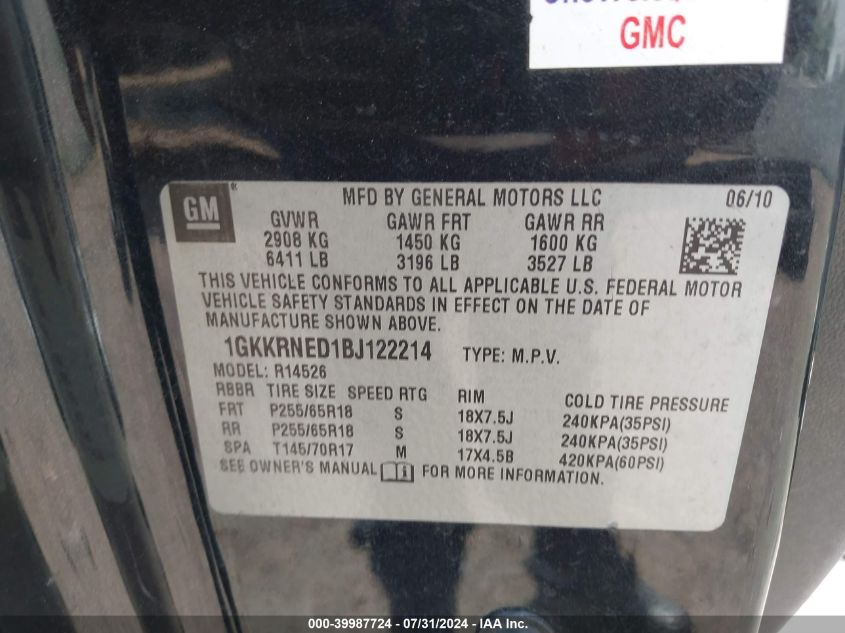 GMC
GM
MFD BY GENERAL MOTORS LLC 06/10
GVWR GAWR FRT GAWR RR
2908 KG 1450 KG 1600 KG
6411 LB 3196 LB 3527 LB
THIS VEHICLE CONFORMS TO ALL APPLICABLE U.S. FEDERAL MOTOR
VEHICLE SAFETY STANDARDS IN EFFECT ON THE DATE OF
MANUFACTURE SHOWN ABOVE.
1GKKRNED1BJ122214 TYPE: M.P.V.
MODEL: R14526
RBBR TIRE SIZE SPEED RTG RIM COLD TIRE PRESSURE
FRT P255/65R18 S 18X7.5J 240KPA(35PSI)
RR P255/65R18 S 18X7.5J 240KPA(35PSI)
SPA T145/70R17 M 17X4.5B 420KPA(60PSI)
SEE OWNER'S MANUAL FOR MORE INFORMATION.
000-39987724 - 07/31/2024 - IAA Inc.